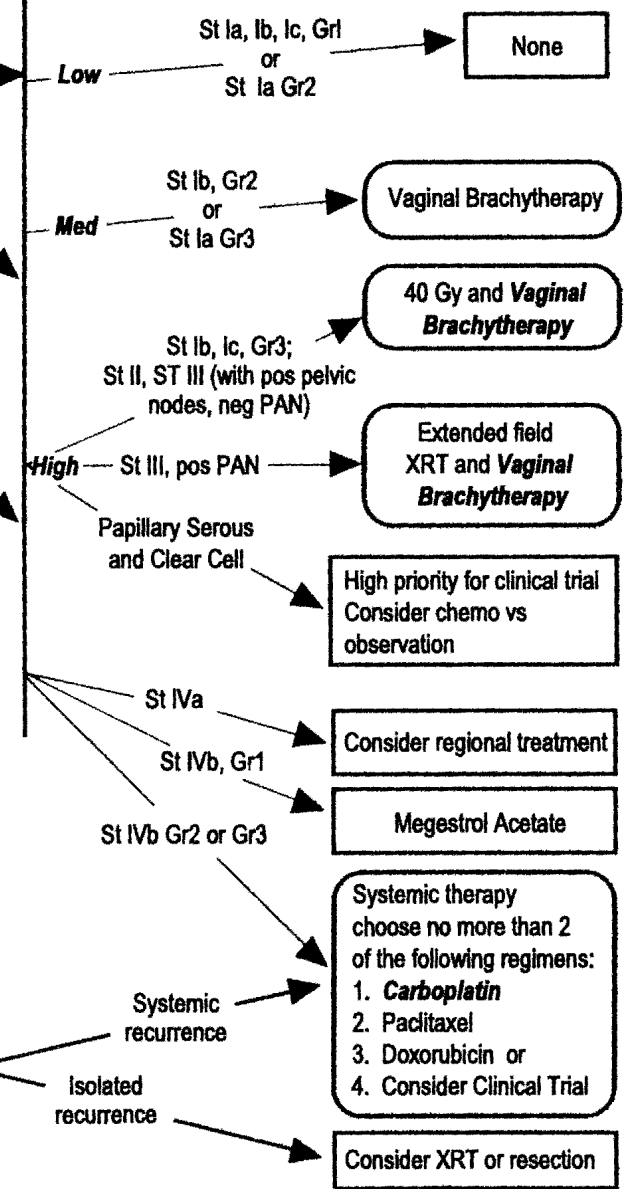 St Ia, Ib, Ic, GrI
or
St Ia Gr2
Low
None
St Ib, Gr2
or
St Ia Gr3
Med
Vaginal Brachytherapy
40 Gy and Vaginal
Brachytherapy
St Ib, Ic, Gr3;
St II, ST III (with pos pelvic
nodes, neg PAN)
High
St III, pos PAN
Extended field
XRT and Vaginal
Brachytherapy
Papillary Serous
and Clear Cell
High priority for clinical trial
Consider chemo vs
observation
St IVa
Consider regional treatment
St IVb, Gr1
Megestrol Acetate
St IVb Gr2 or Gr3
Systemic therapy
choose no more than 2
of the following regimens:
1. Carboplatin
2. Paclitaxel
3. Doxorubicin or
4. Consider Clinical Trial
Systemic
recurrence
Isolated
recurrence
Consider XRT or resection